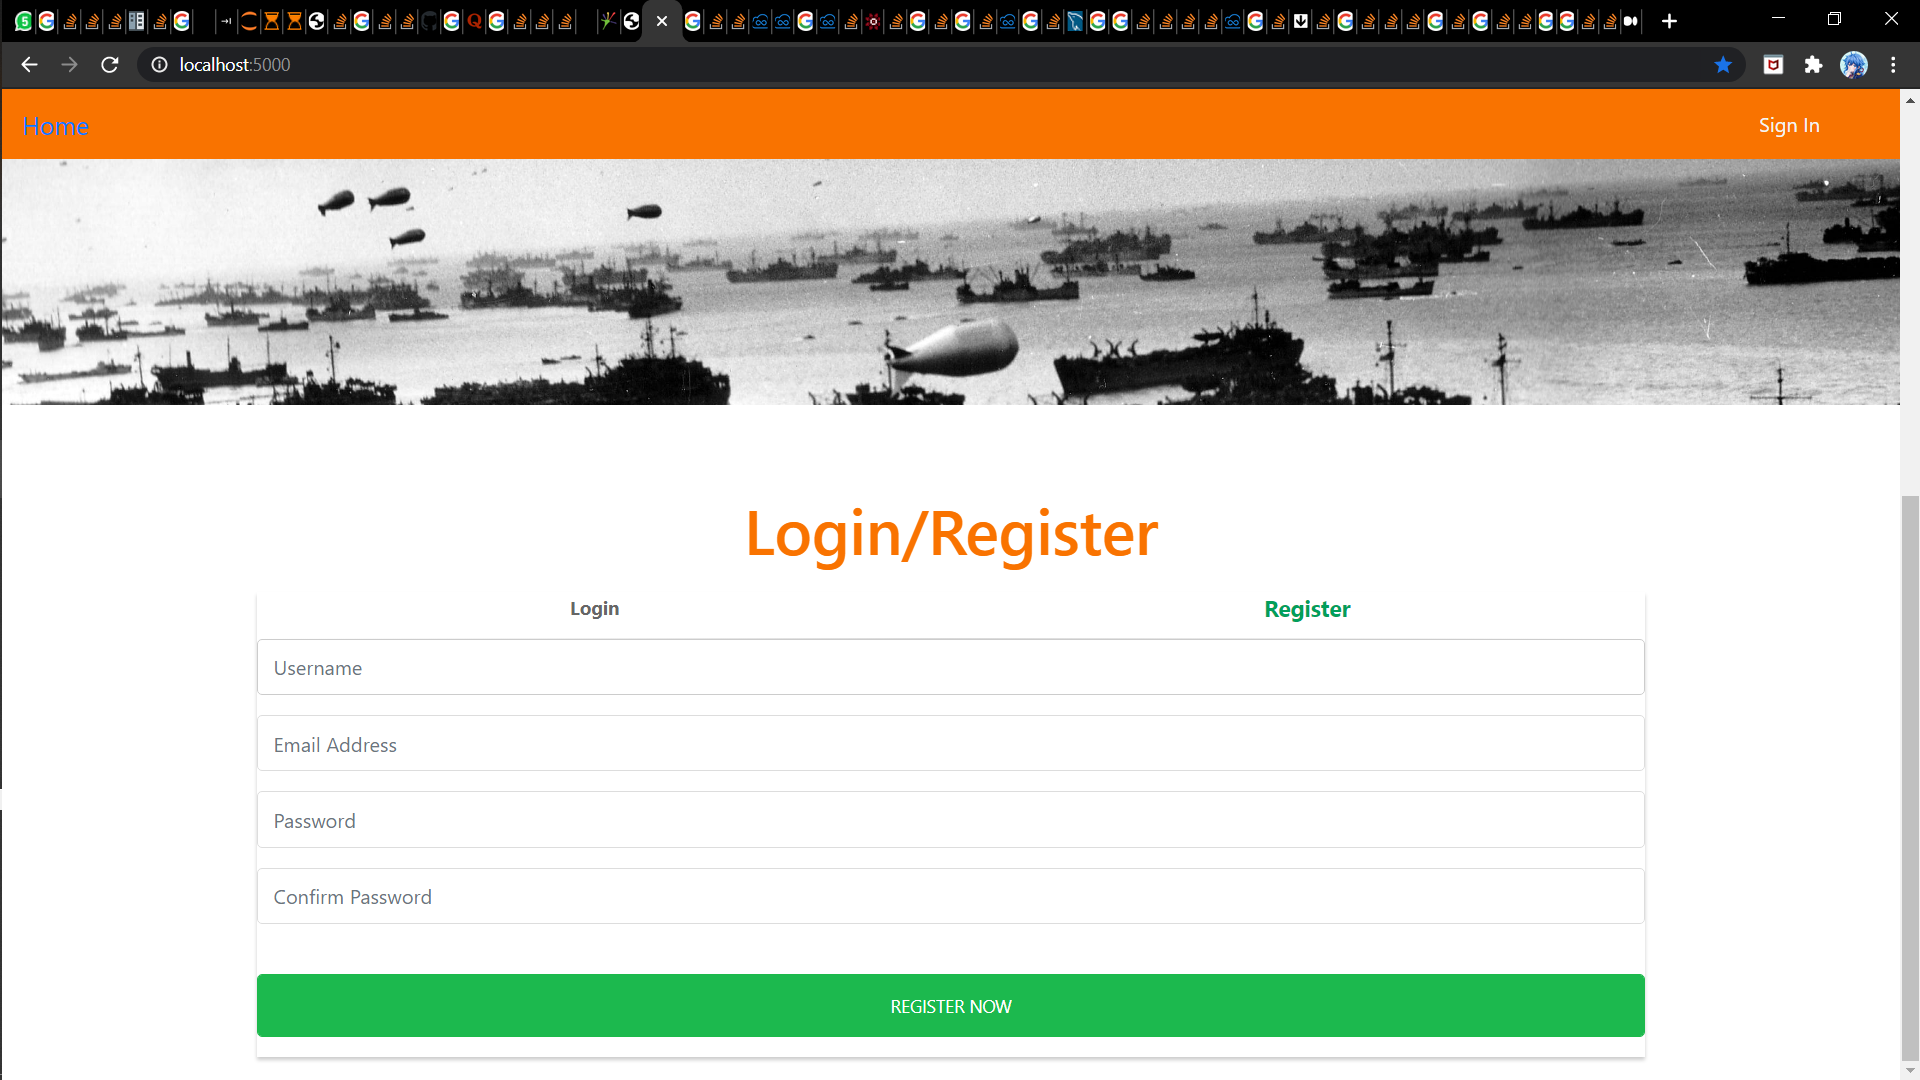 localhost:5000
Home
Sign In
Login/Register
Login
Register
Username
Email Address
Password
Confirm Password
REGISTER NOW